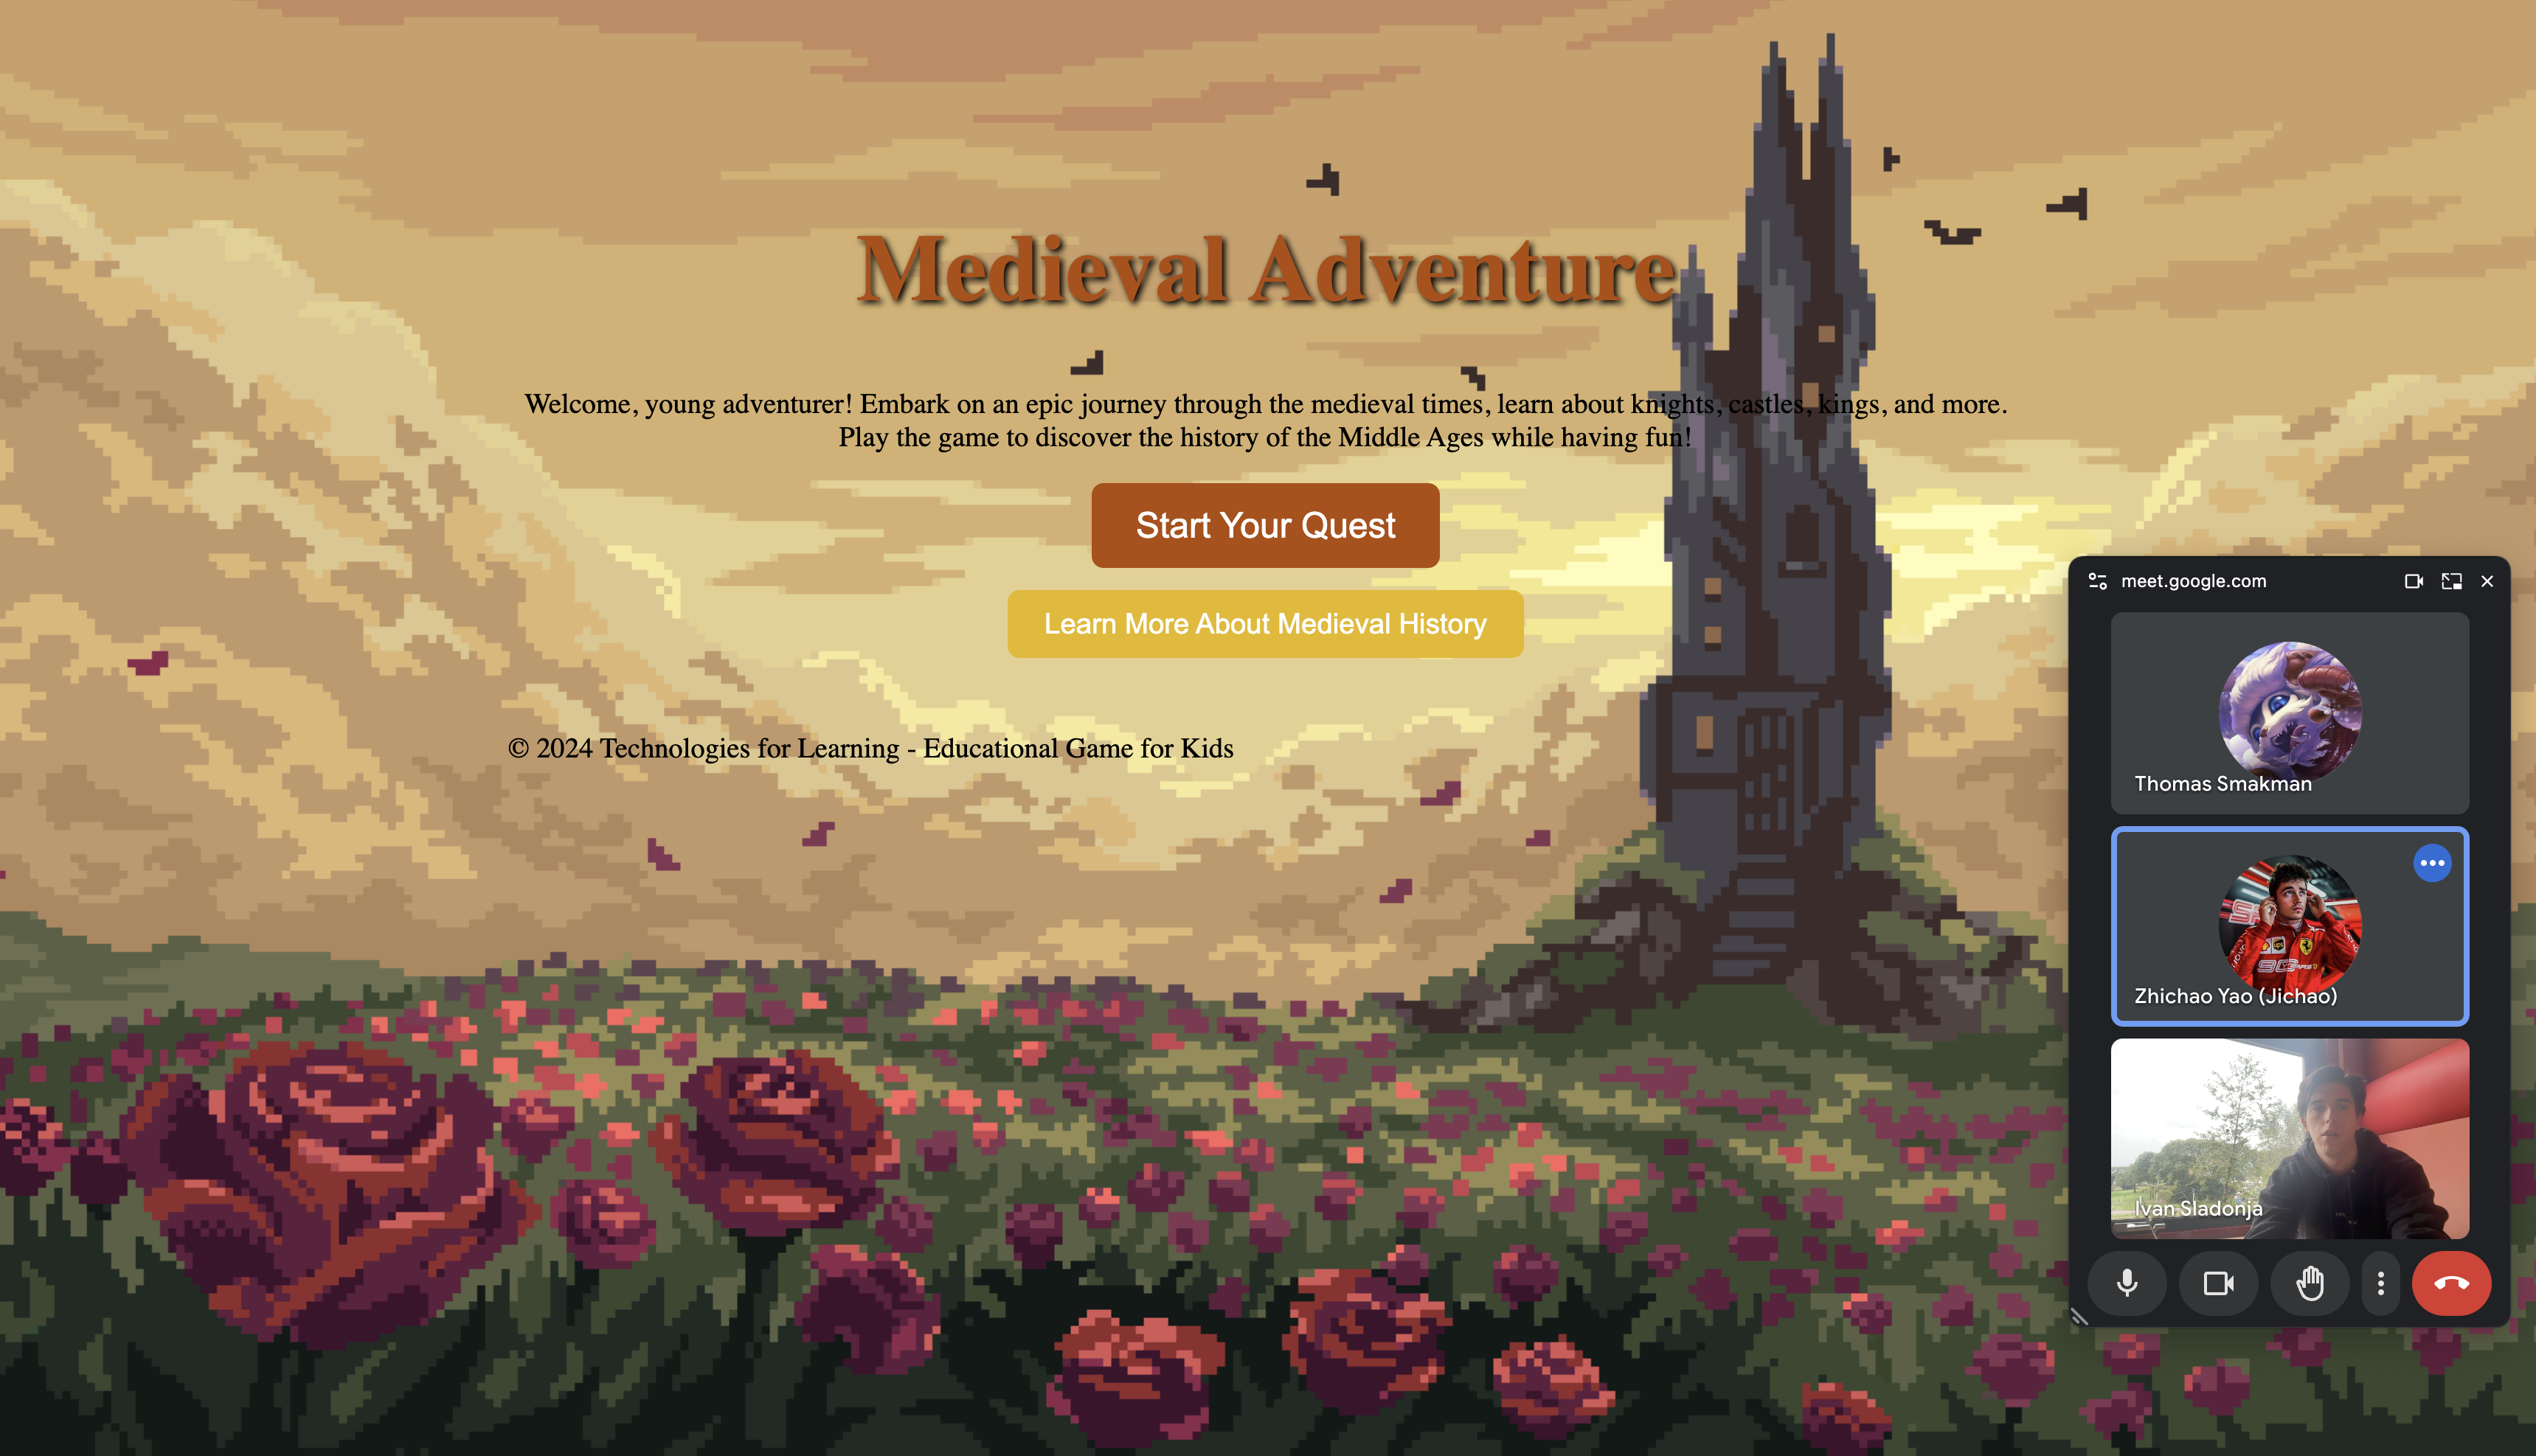 Medieval Adventure
Welcome, young adventurer! Embark on an epic journey through the medieval times, learn about knights, castles, kings, and more.
Play the game to discover the history of the Middle Ages while having fun!
Start Your Quest
Learn More About Medieval History
© 2024 Technologies for Learning - Educational Game for Kids
meet.google.com
Thomas Smakman
Zhichao Yao (Jichao)
Ivan Sladonja